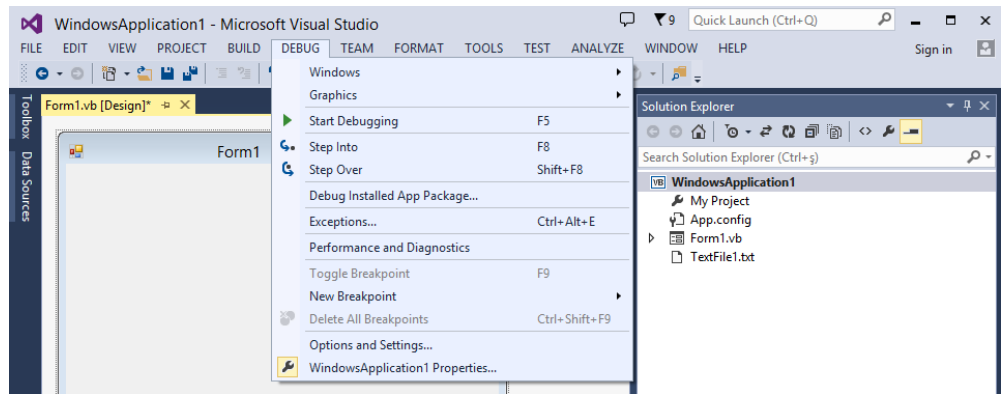 WindowsApplication1 - Microsoft Visual Studio
9
Quick Launch (Ctrl+Q)
FILE EDIT VIEW PROJECT BUILD DEBUG TEAM FORMAT TOOLS TEST ANALYZE WINDOW HELP
Sign in
Toolbox
Data Sources
Form1.vb [Design]*
Form1
Windows
Graphics
Start Debugging F5
Step Into F8
Step Over Shift+F8
Debug Installed App Package...
Exceptions... Ctrl+Alt+E
Performance and Diagnostics
Toggle Breakpoint F9
New Breakpoint
Delete All Breakpoints Ctrl+Shift+F9
Options and Settings...
WindowsApplication1 Properties...
Solution Explorer
Search Solution Explorer (Ctrl+ş)
VB WindowsApplication1
My Project
App.config
Form1.vb
TextFile1.txt